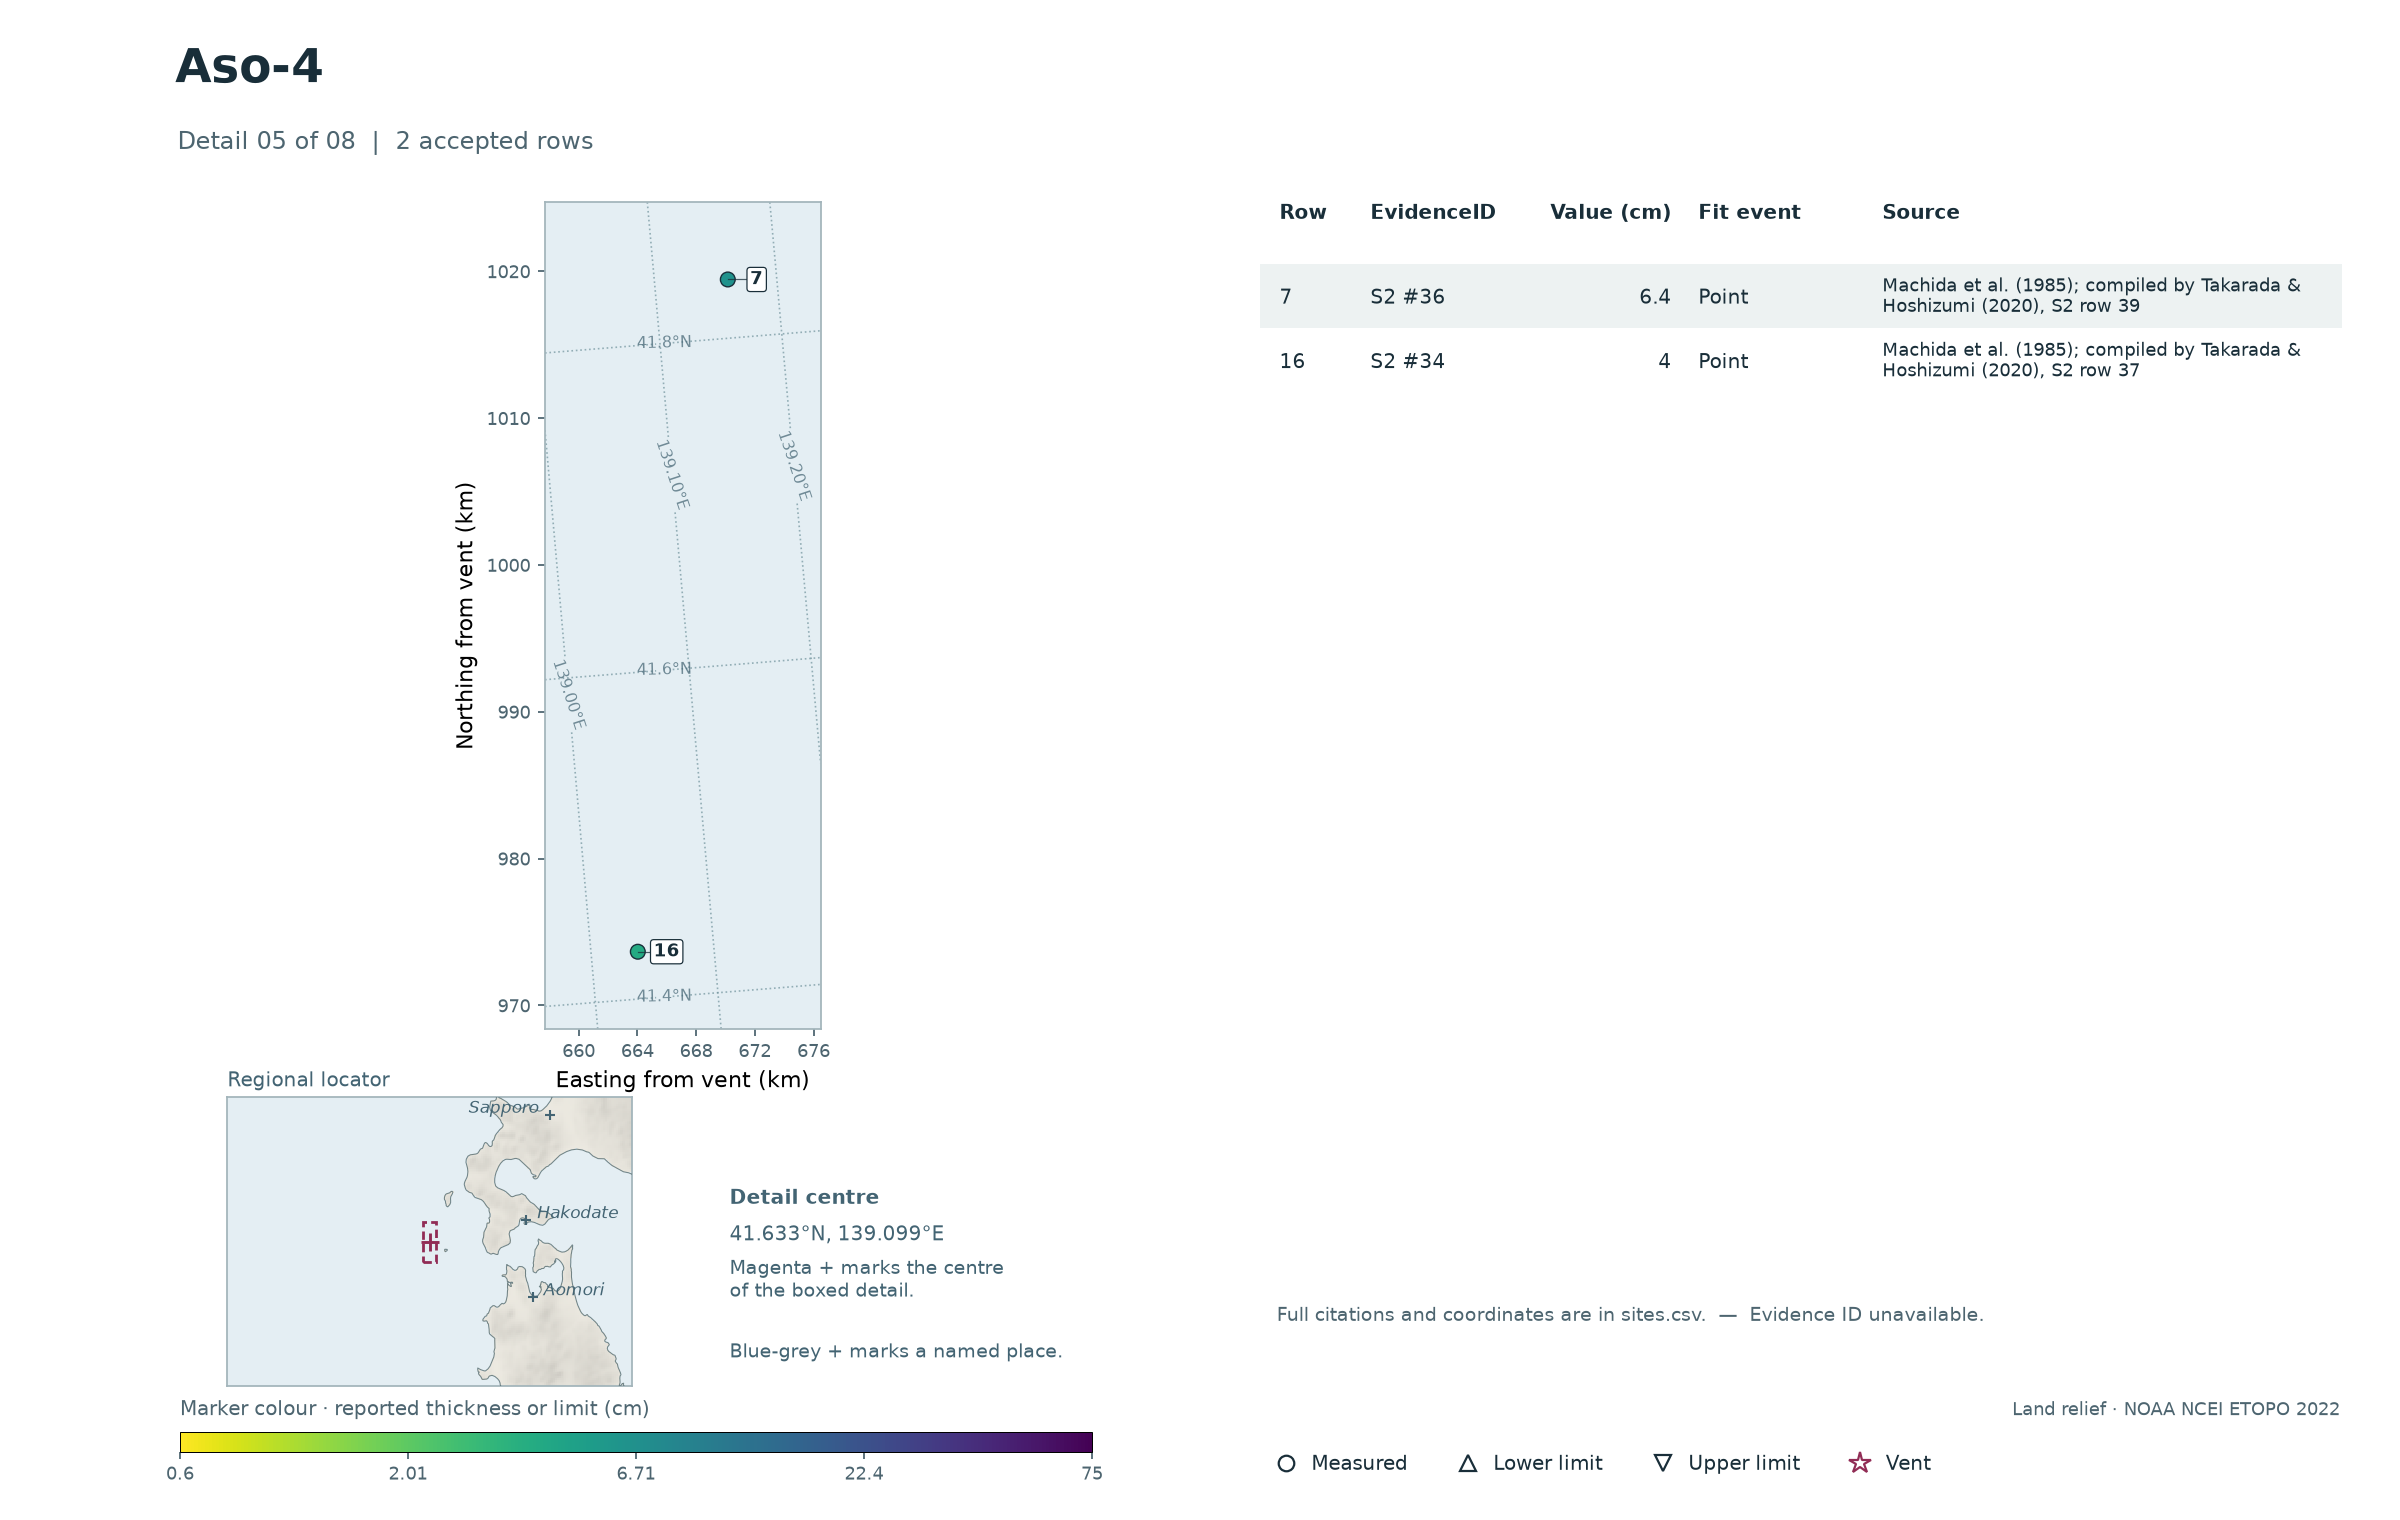 Aso-4
Detail 05 of 08 | 2 accepted rows
1020
1010
1000
990
980
970
Northing from vent (km)
41.8°N
41.6°N
41.4°N
139.00°E
139.10°E
139.20°E
7
16
660 664 668 672 676
Easting from vent (km)
Row EvidenceID Value (cm) Fit event Source
7 S2 #36 6.4 Point Machida et al. (1985); compiled by Takarada &
Hoshizumi (2020), S2 row 39
16 S2 #34 4 Point Machida et al. (1985); compiled by Takarada &
Hoshizumi (2020), S2 row 37
Regional locator
Sapporo
Hakodate
Aomori
Detail centre
41.633°N, 139.099°E
Magenta + marks the centre
of the boxed detail.
Blue-grey + marks a named place.
Full citations and coordinates are in sites.csv. — Evidence ID unavailable.
Marker colour · reported thickness or limit (cm)
0.6 2.01 6.71 22.4 75
Land relief · NOAA NCEI ETOPO 2022
Measured Lower limit Upper limit Vent